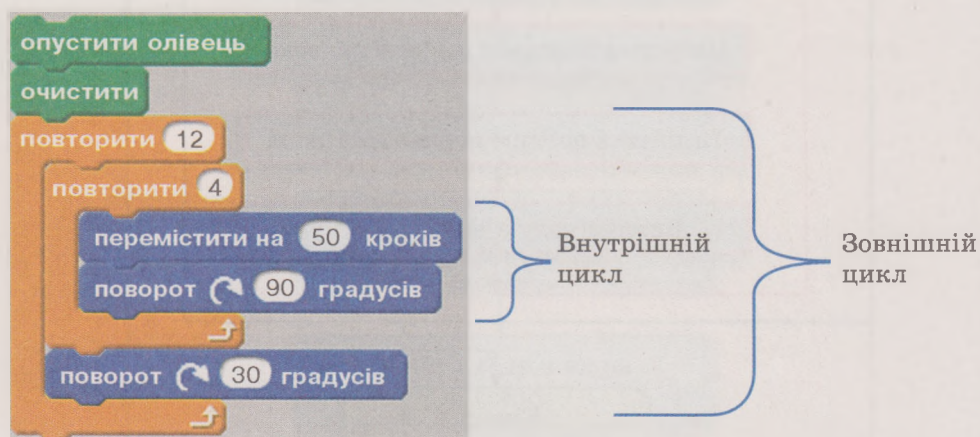 опустити олівець
очистити
повторити 12
повторити 4
перемістити на 50 кроків
поворот 90 градусів
поворот 30 градусів
Внутрішній
цикл
Зовнішній
цикл